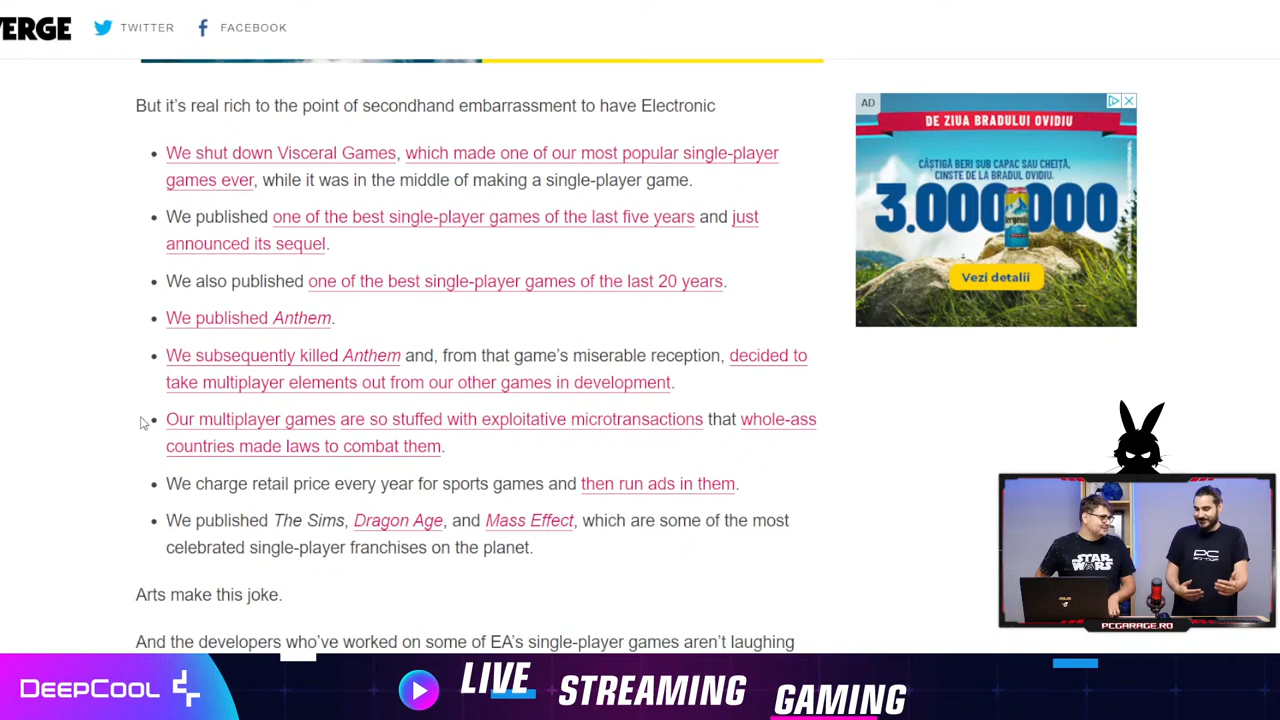 VERGE
TWITTER
FACEBOOK
But it's real rich to the point of secondhand embarrassment to have Electronic
• We shut down Visceral Games, which made one of our most popular single-player
games ever, while it was in the middle of making a single-player game.
• We published one of the best single-player games of the last five years and just
announced its sequel.
• We also published one of the best single-player games of the last 20 years.
• We published Anthem.
• We subsequently killed Anthem and, from that game's miserable reception, decided to
take multiplayer elements out from our other games in development.
• Our multiplayer games are so stuffed with exploitative microtransactions that whole-ass
countries made laws to combat them.
• We charge retail price every year for sports games and then run ads in them.
• We published The Sims, Dragon Age, and Mass Effect, which are some of the most
celebrated single-player franchises on the planet.
Arts make this joke.
And the developers who've worked on some of EA's single-player games aren't laughing
AD
DE ZIUA BRADULUI OVIDIU
CÂȘTIGĂ BERI SUB CAPAC SAU CHEIȚĂ,
CINSTE DE LA BRADUL OVIDIU.
3.000.000
Vezi detalii
STAR
WARS
PC
ASUS
PCGARAGE.RO
DEEPCOOL
LIVE
STREAMING
GAMING